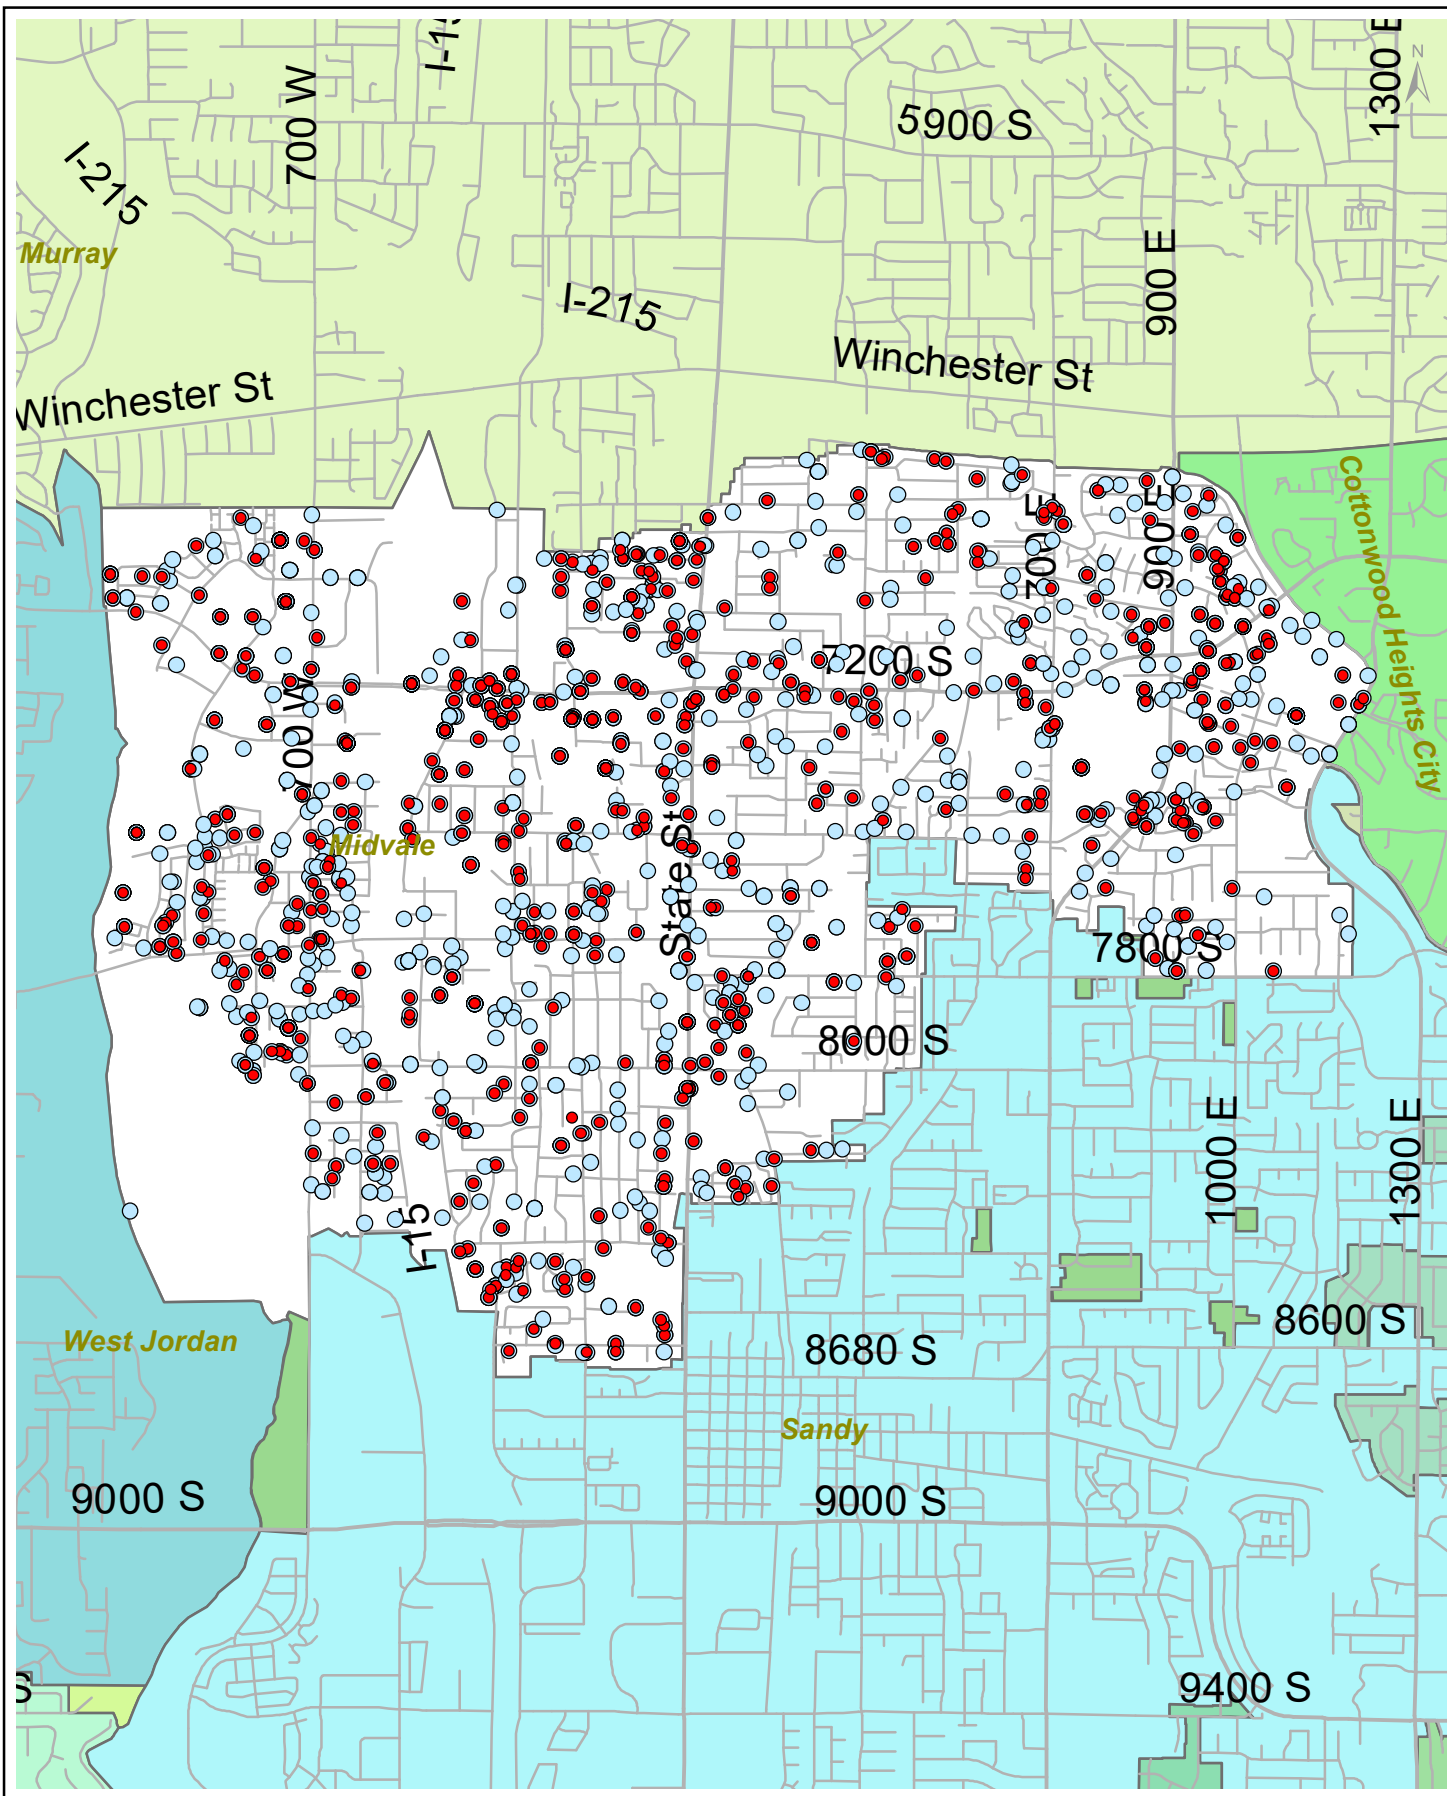 I-15
1300 E
N
700 W
5900 S
I-215
Murray
900 E
I-215
Winchester St
Winchester St
Cottonwood Heights City
700 E
900 E
7200 S
700 W
Midvale
State St
7800 S
8000 S
1000 E
1300 E
I-15
8600 S
West Jordan
8680 S
Sandy
9000 S
9000 S
S
9400 S